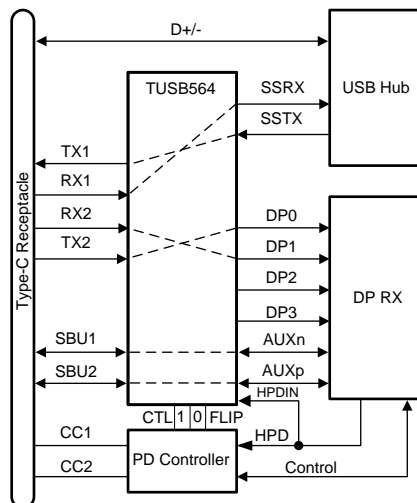 D+/-
TUSB564
USB Hub
SSRX
SSTX
TX1
RX1
RX2
TX2
Type-C Receptacle
DP0
DP1
DP2
DP3
DP RX
SBU1
SBU2
AUXn
AUXp
HPDIN
CTL 1 0 FLIP
CC1
CC2
PD Controller
HPD
Control